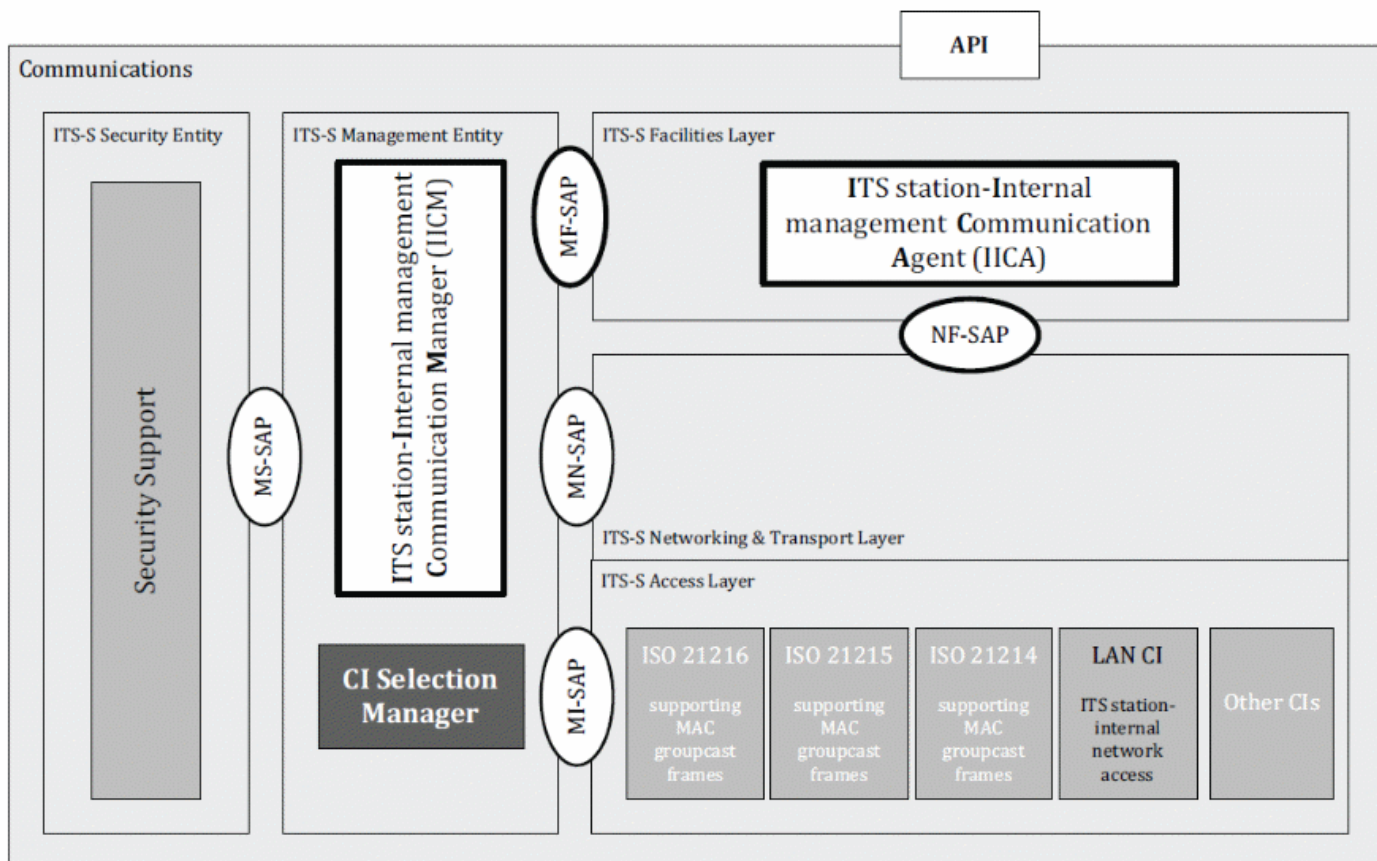 API
Communications
ITS-S Security Entity
Security Support
MS-SAP
ITS-S Management Entity
ITS station-Internal management
Communication Manager (IICM)
CI Selection
Manager
MF-SAP
MN-SAP
MI-SAP
ITS-S Facilities Layer
ITS station-Internal
management Communication
Agent (IICA)
NF-SAP
ITS-S Networking & Transport Layer
ITS-S Access Layer
ISO 21216
supporting
MAC
groupcast
frames
ISO 21215
supporting
MAC
groupcast
frames
ISO 21214
supporting
MAC
groupcast
frames
LAN CI
ITS station-
internal
network
access
Other CIs